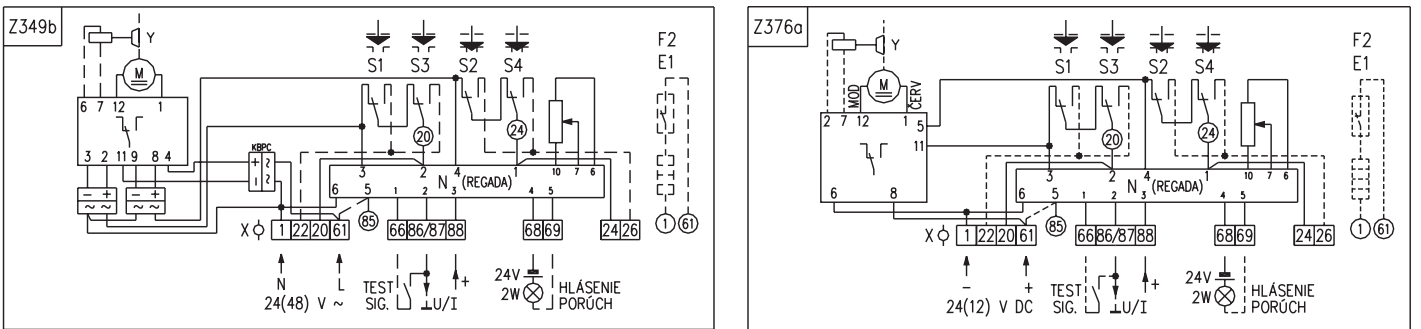 Z349b
Y
M
6 7 12 1
3 2 11 9 8 4
- +
~
- +
~
KBPC
+ ~
- ~
S1 S3 S2 S4
20
24
3 2 4 1 10 7 6
N (REGADA)
6 5 1 2 3 4 5
85
X 1 22 20 61 66 86/87 88 68 69 24 26
N L
24(48) V ~
TEST
SIG.
U/I
+
24V
2W
HLÁSENIE
PORÚCH
F2
E1
1 61
Z376a
Y
M
MOD
CERV
2 7 12 1
5
11
6 8
S1 S3 S2 S4
20
24
3 2 4 1 10 7 6
N (REGADA)
6 5 1 2 3 4 5
85
X 1 22 20 61 66 86/87 88 68 69 24 26
- +
24(12) V DC
TEST
SIG.
U/I
+
24V
2W
HLÁSENIE
PORÚCH
F2
E1
1 61